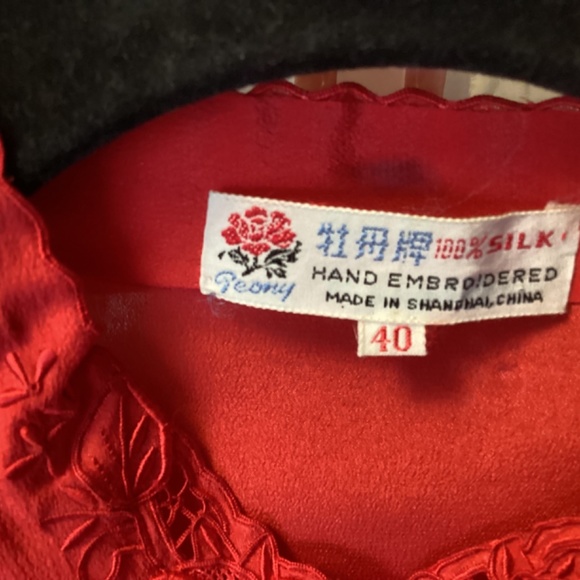 牡丹牌 100% SILK
Peony
HAND EMBROIDERED
MADE IN SHANGHAI, CHINA
40